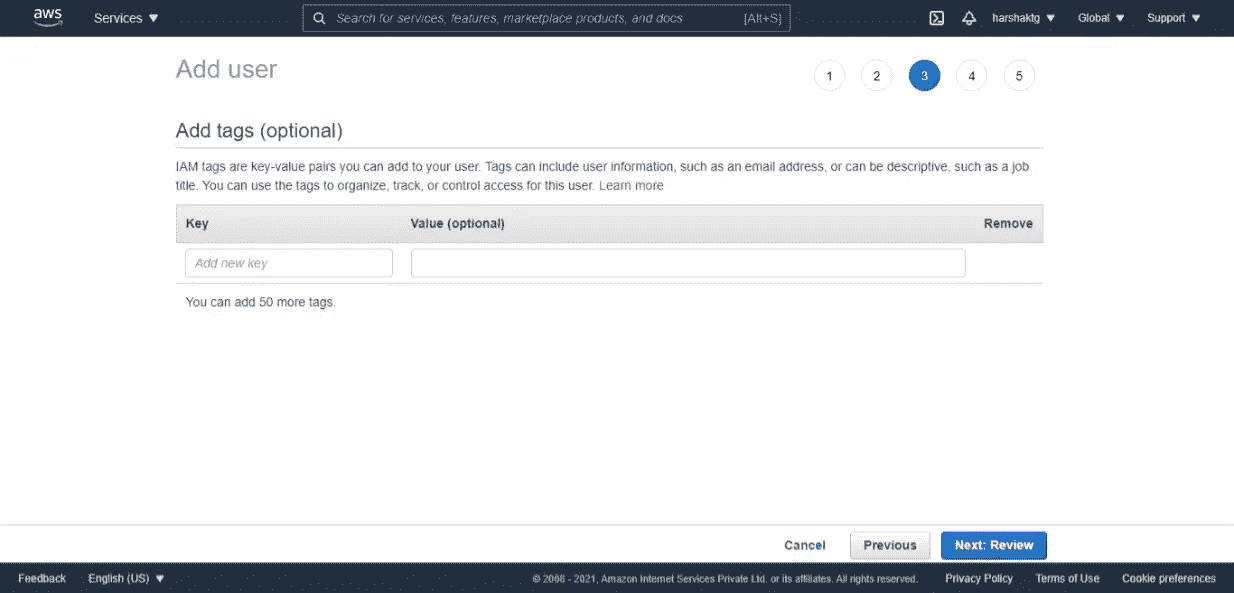 aws
Services ▼
Search for services, features, marketplace products, and docs [Alt+S]
harshaktg ▼ Global ▼ Support ▼
Add user
1 2 3 4 5
Add tags (optional)
IAM tags are key-value pairs you can add to your user. Tags can include user information, such as an email address, or can be descriptive, such as a job
title. You can use the tags to organize, track, or control access for this user. Learn more
Key Value (optional) Remove
Add new key
You can add 50 more tags.
Cancel Previous Next: Review
Feedback English (US) ▼ © 2008 - 2021, Amazon Internet Services Private Ltd. or its affiliates. All rights reserved. Privacy Policy Terms of Use Cookie preferences